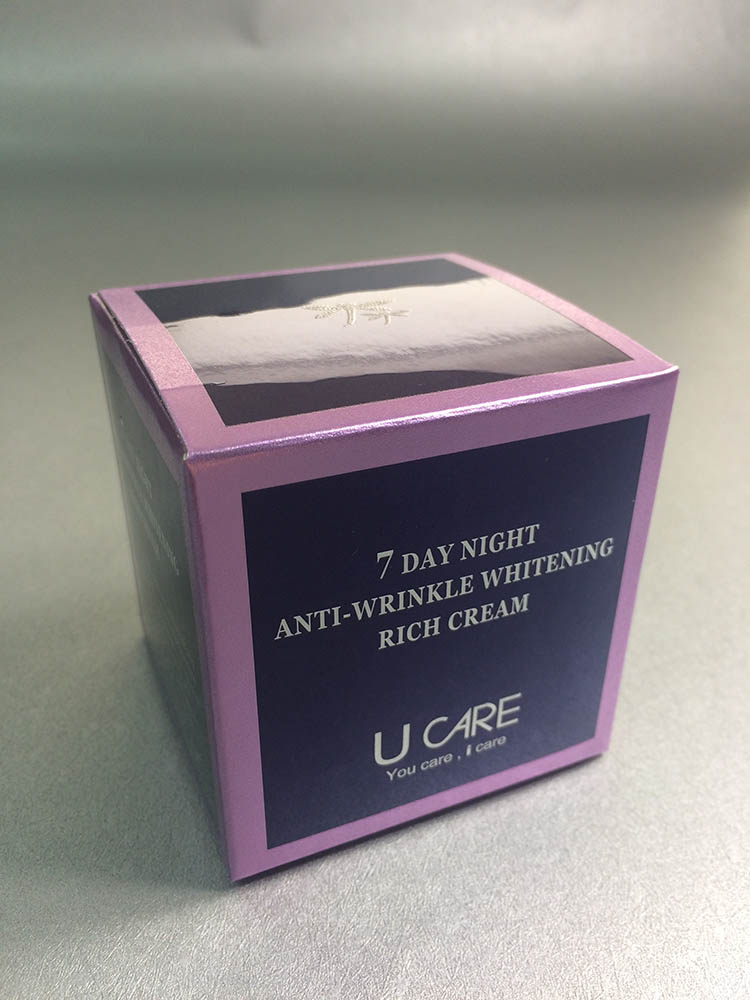 7 DAY NIGHT
ANTI-WRINKLE WHITENING
RICH CREAM
U CARE
You care , i care